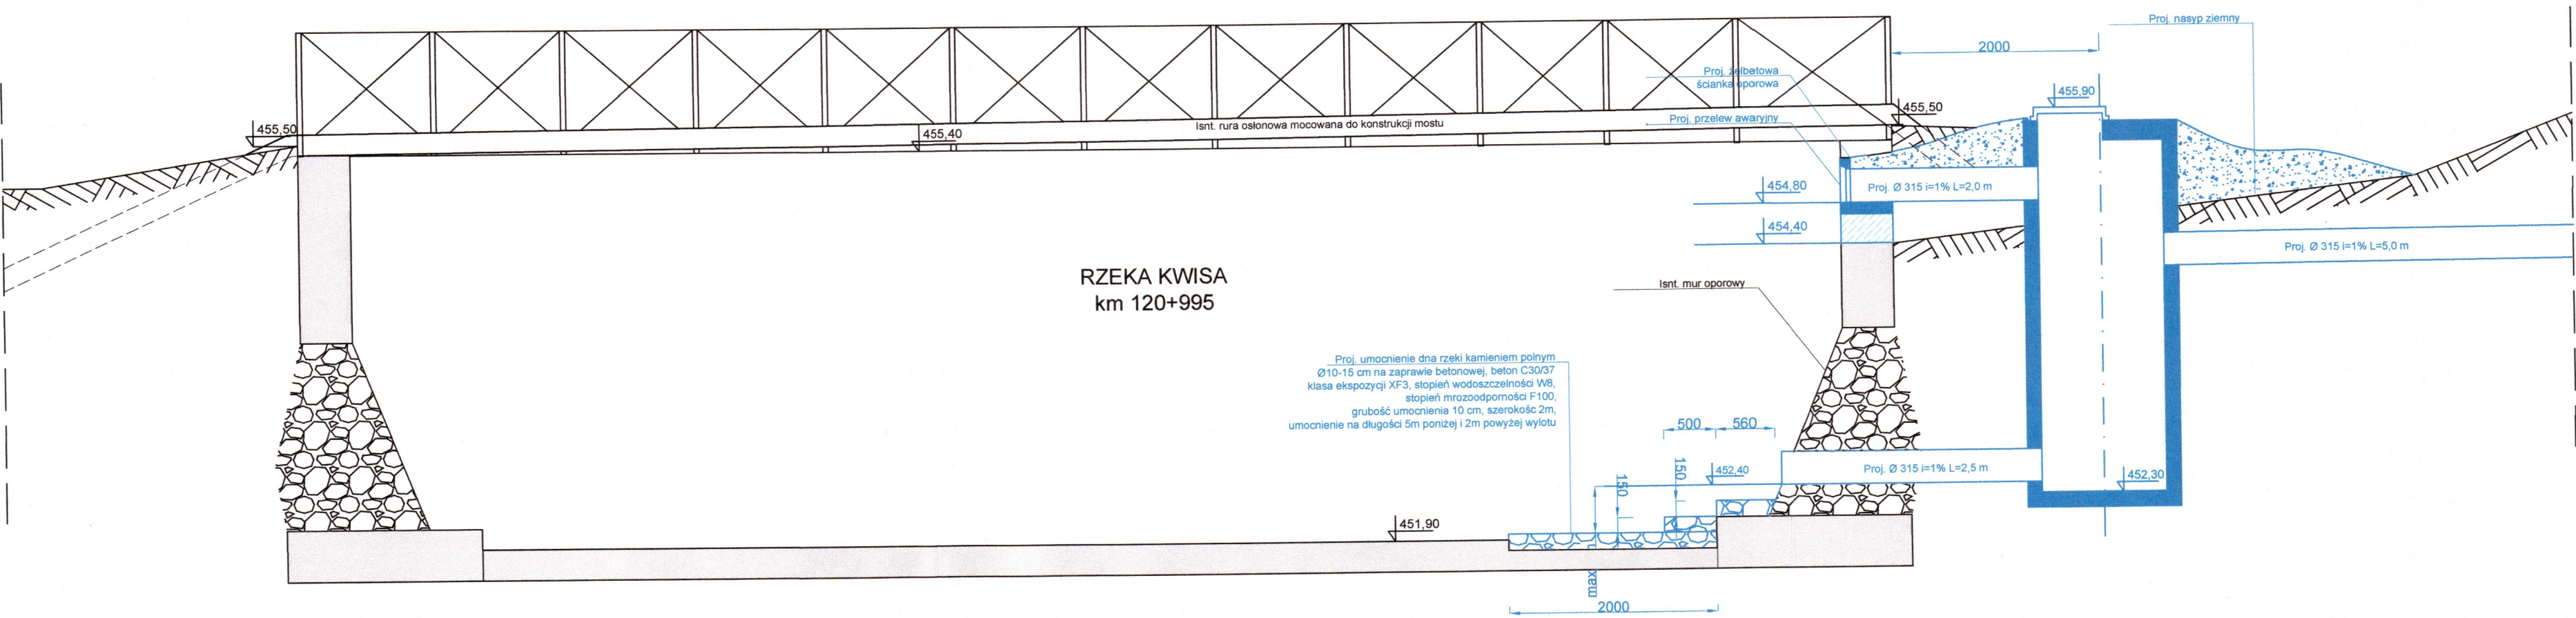 Proj. nasyp ziemny
2000
Proj. żelbetowa
ścianka oporowa
455,90
455,50
455,50
455,40
Isnt. rura osłonowa mocowana do konstrukcji mostu
Proj. przelew awaryjny
454,80
Proj. Ø 315 i=1% L=2,0 m
454,40
Proj. Ø 315 i=1% L=5,0 m
RZEKA KWISA
km 120+995
Isnt. mur oporowy
Proj. umocnienie dna rzeki kamieniem polnym
Ø10-15 cm na zaprawie betonowej, beton C30/37
klasa ekspozycji XF3, stopień wodoszczelności W8,
stopień mrozoodporności F100,
grubość umocnienia 10 cm, szerokośc 2m,
umocnienie na długości 5m poniżej i 2m powyżej wylotu
500
560
150
150
452,40
Proj. Ø 315 i=1% L=2,5 m
452,30
451,90
max
2000